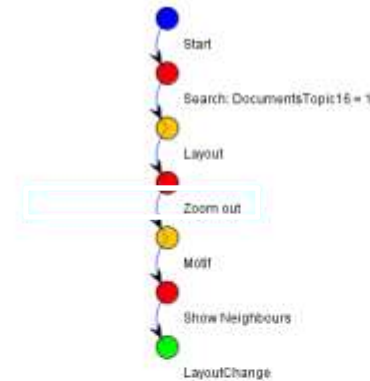 Start
Search: DocumentsTopic16 = 1
Layout
Zoom out
Motif
Show Neighbours
LayoutChange